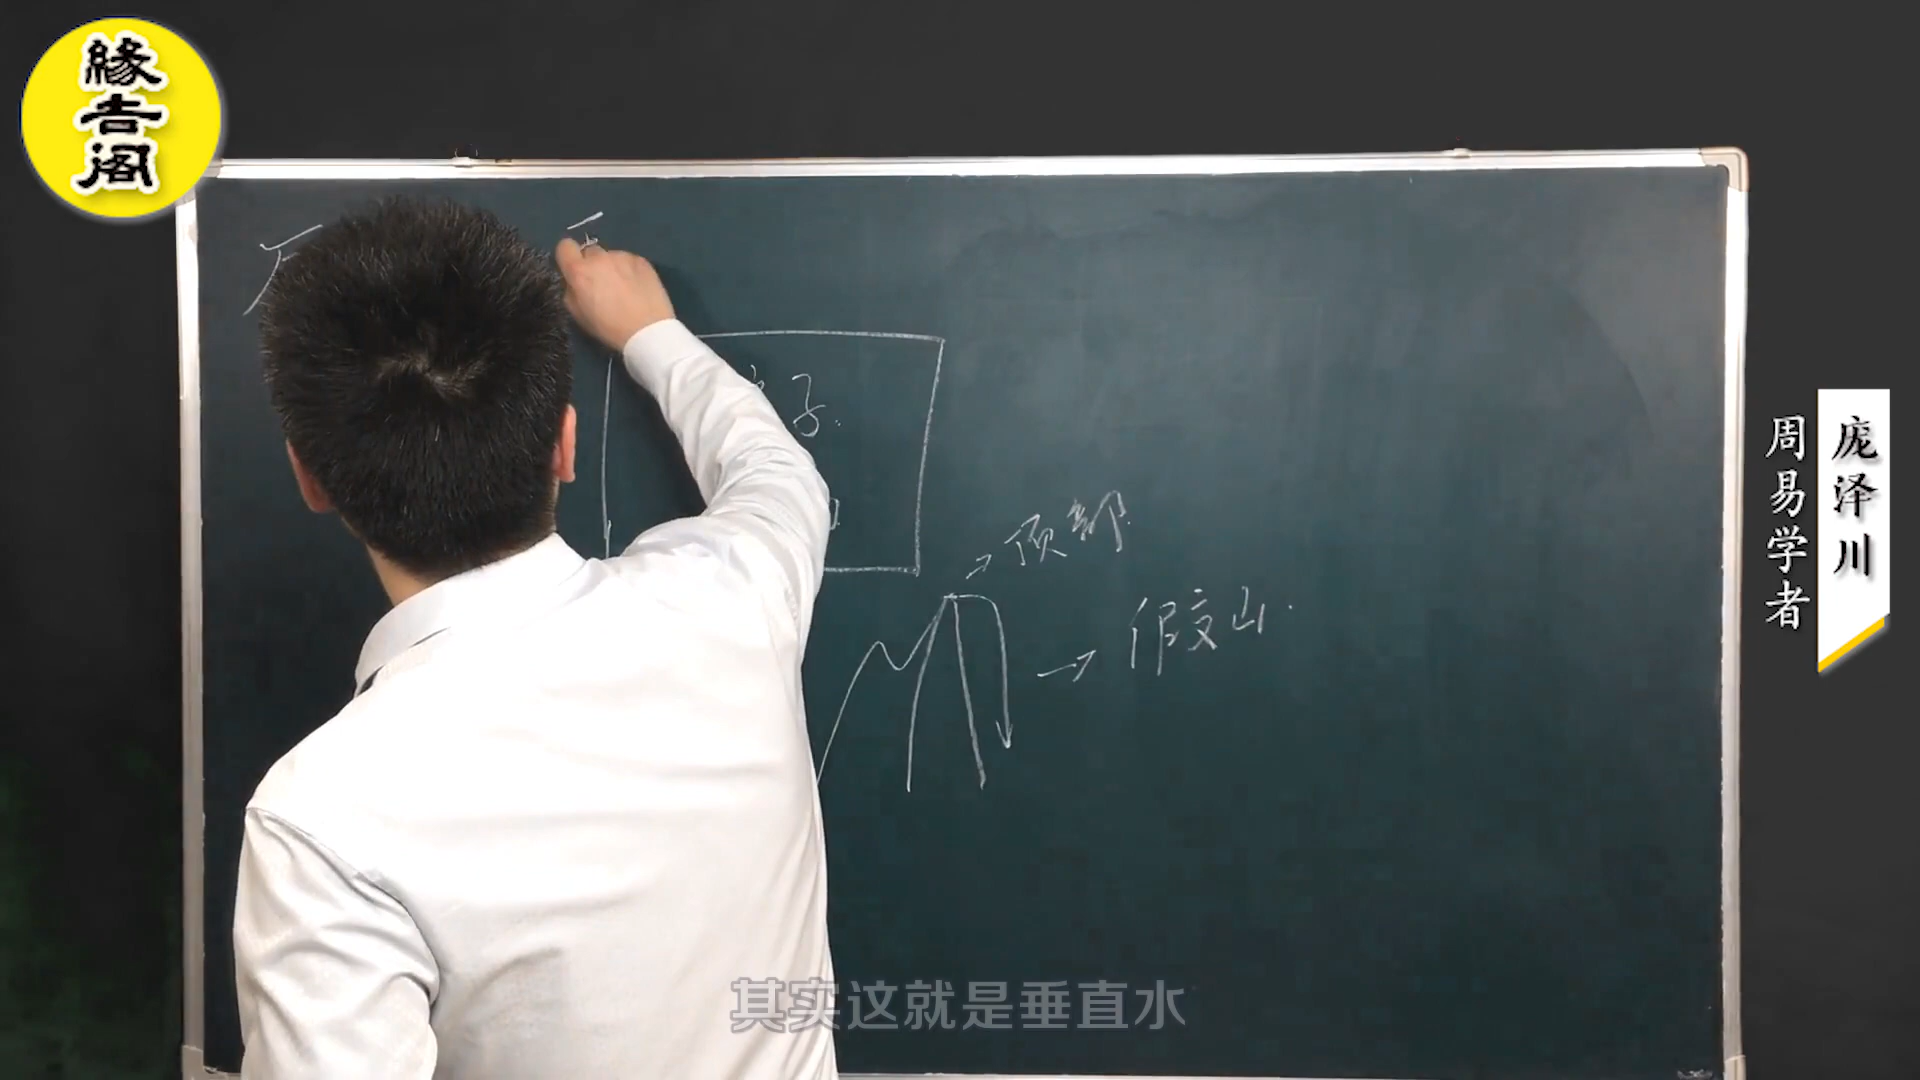 緣吉阁
子
顶部
假山
庞泽川
周易学者
其实这就是垂直水